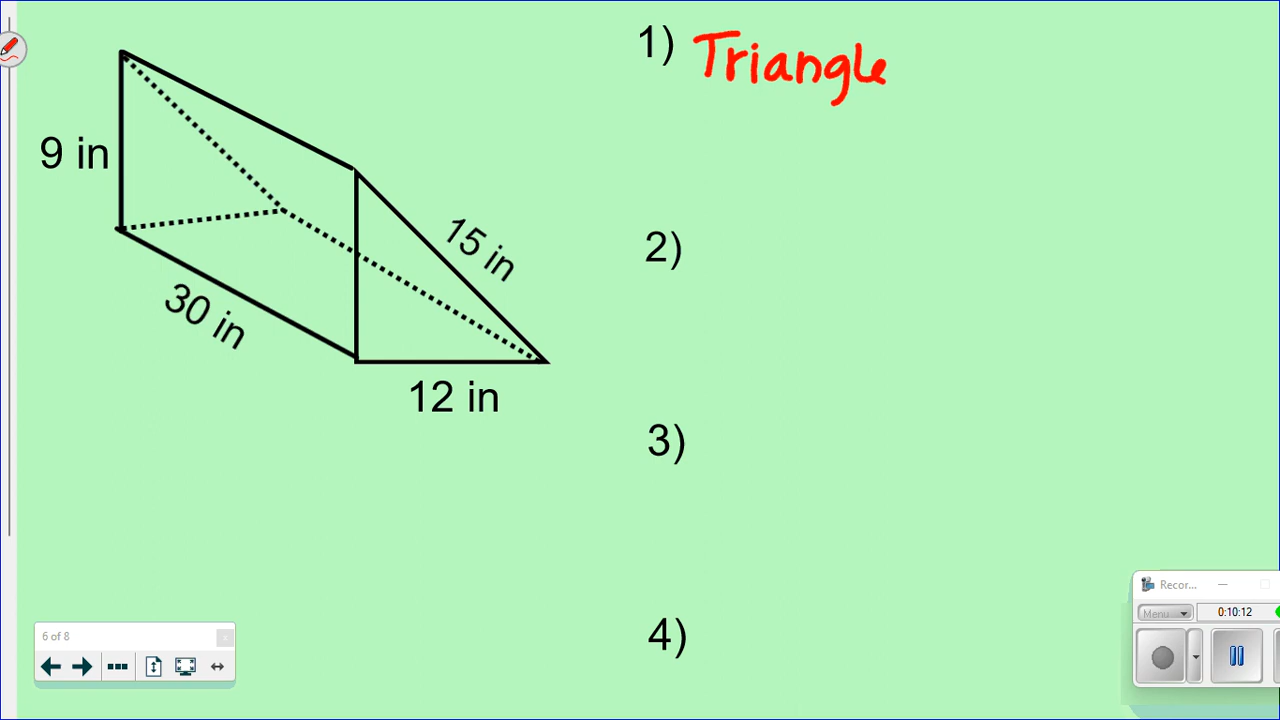 1) Triangle
9 in
15 in
2)
30 in
12 in
3)
4)
6 of 8
Recor...
Menu
0:10:12